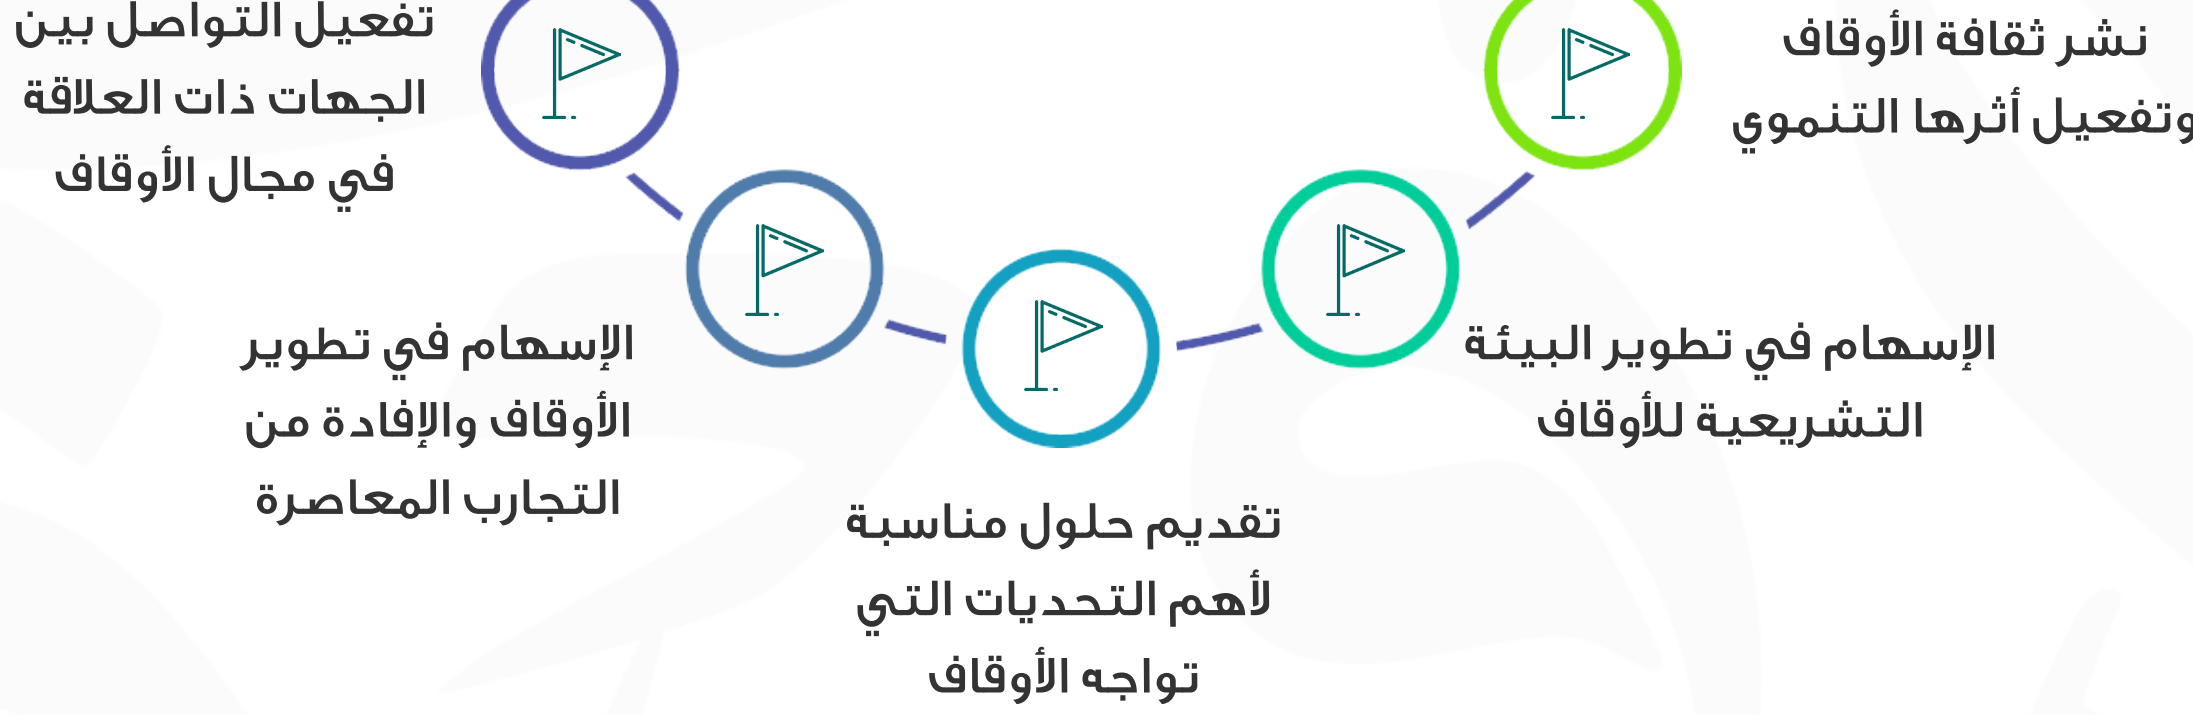 نشر ثقافة الأوقاف
وتفعيل أثرها التنموي
الإسهام في تطوير البيئة
التشريعية للأوقاف
تقديم حلول مناسبة
لأهم التحديات التي
تواجه الأوقاف
الإسهام في تطوير
الأوقاف والإفادة من
التجارب المعاصرة
تفعيل التواصل بين
الجهات ذات العلاقة
في مجال الأوقاف